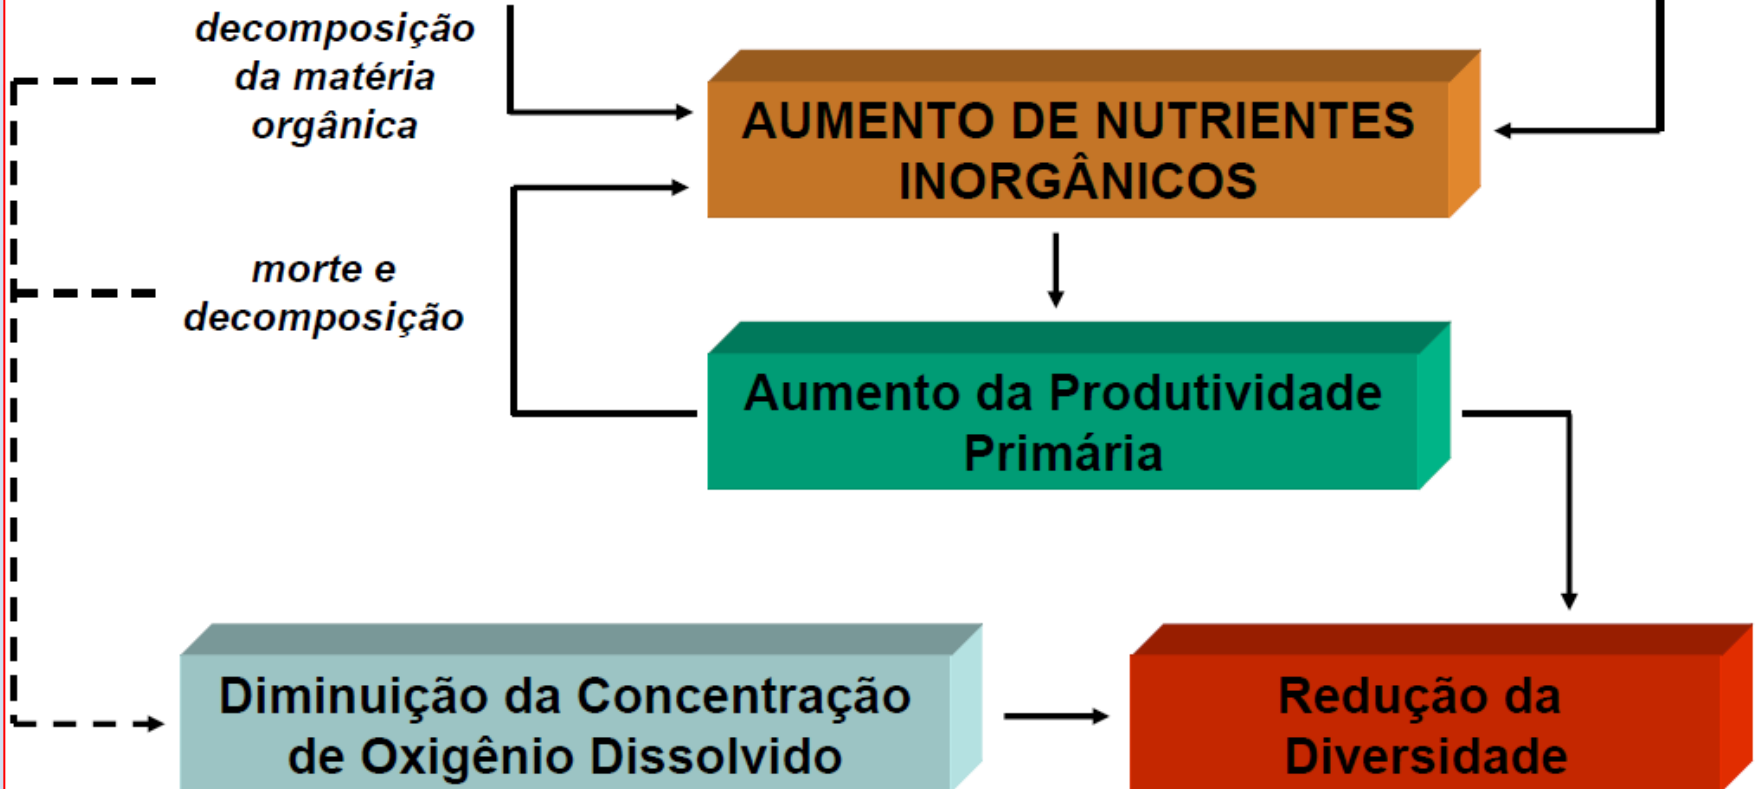 decomposição
da matéria
orgânica
AUMENTO DE NUTRIENTES
INORGÂNICOS
morte e
decomposição
Aumento da Produtividade
Primária
Diminuição da Concentração
de Oxigênio Dissolvido
Redução da
Diversidade